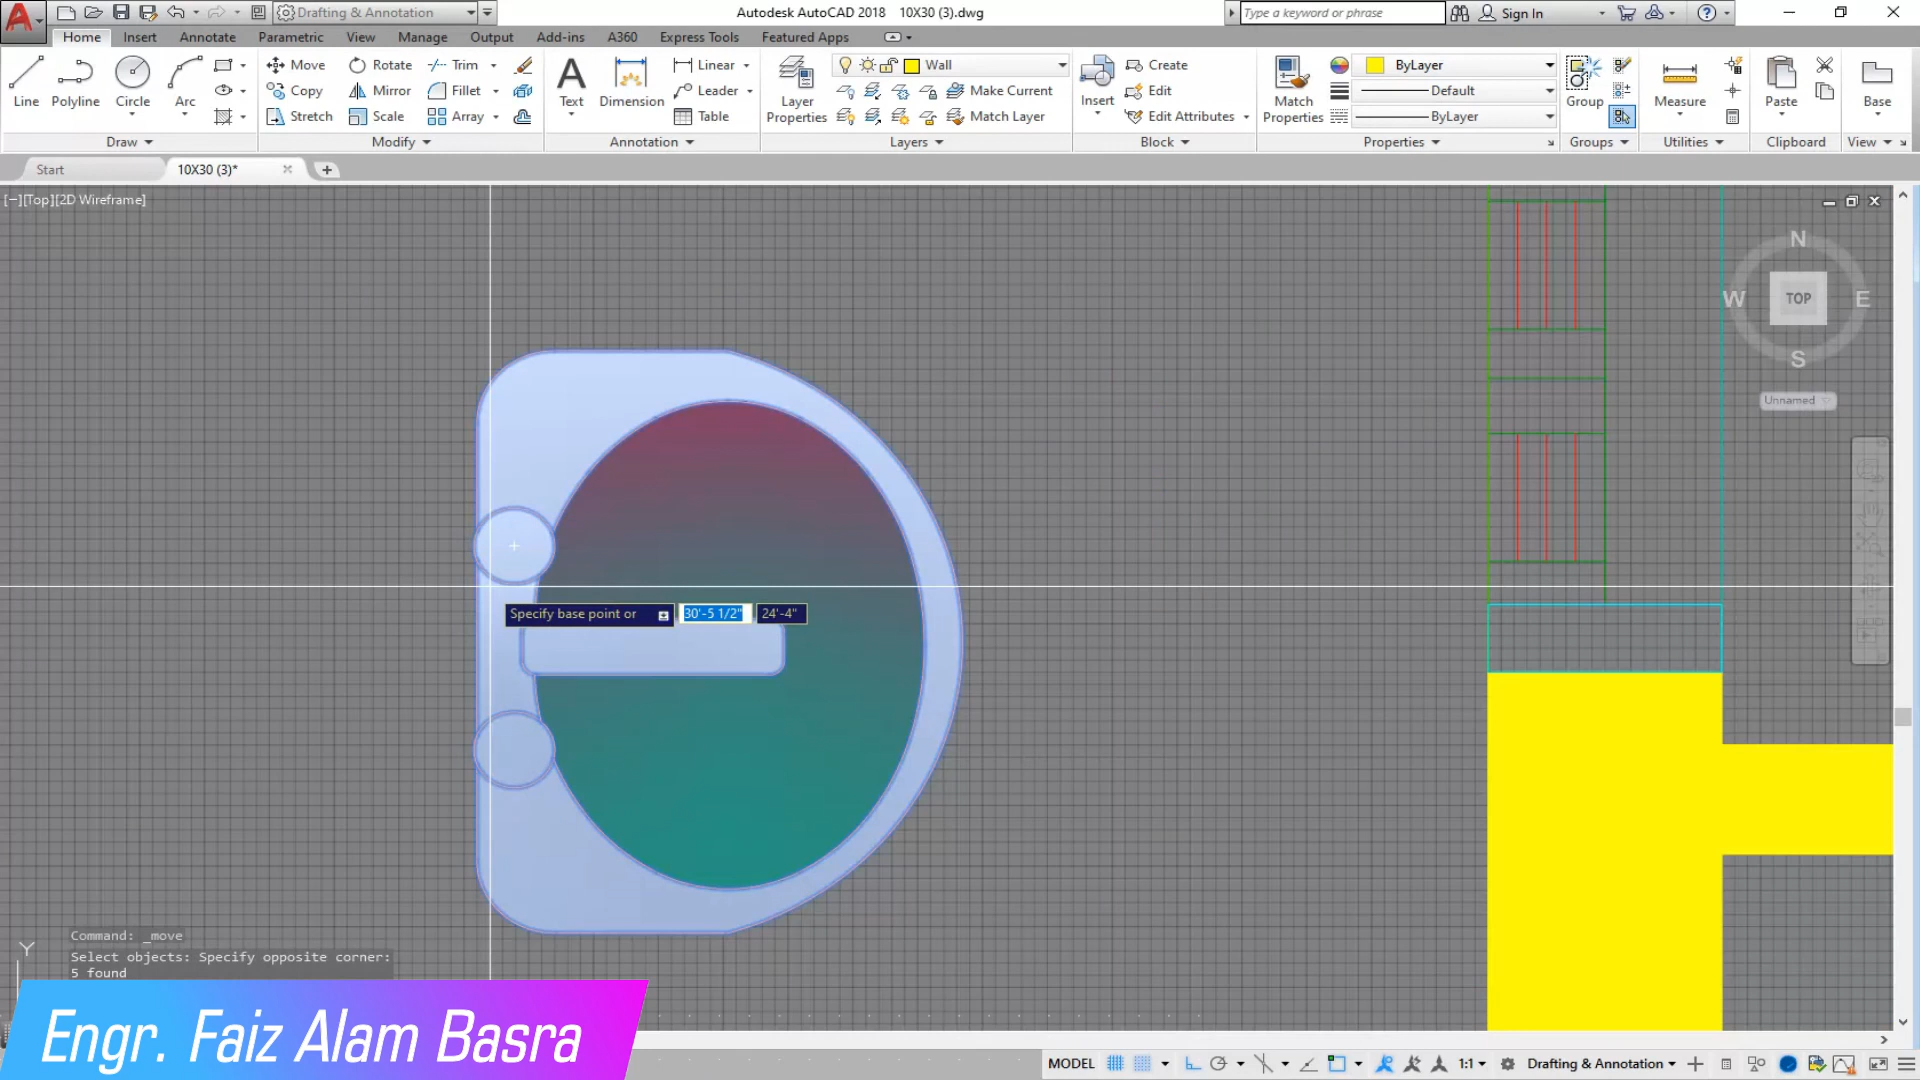 Drafting & Annotation
Autodesk AutoCAD 2018 10X30 (3).dwg
Type a keyword or phrase
Sign In
Home Insert Annotate Parametric View Manage Output Add-ins A360 Express Tools Featured Apps
Line Polyline Circle Arc
Move Rotate Trim
Copy Mirror Fillet
Stretch Scale Array
Text Dimension
Linear
Leader
Table
Layer Properties
Wall
Make Current
Match Layer
Insert
Create
Edit
Edit Attributes
Match Properties
ByLayer
Default
ByLayer
Group
Measure
Paste
Base
Draw Modify Annotation Layers Block Properties Groups Utilities Clipboard View
Start 10X30 (3)*
[−][Top][2D Wireframe]
N
W TOP E
S
Unnamed
Specify base point or 30'-5 1/2" 24'-4"
Command: _move
Select objects: Specify opposite corner:
5 found
Y
Engr. Faiz Alam Basra
MODEL 1:1 Drafting & Annotation